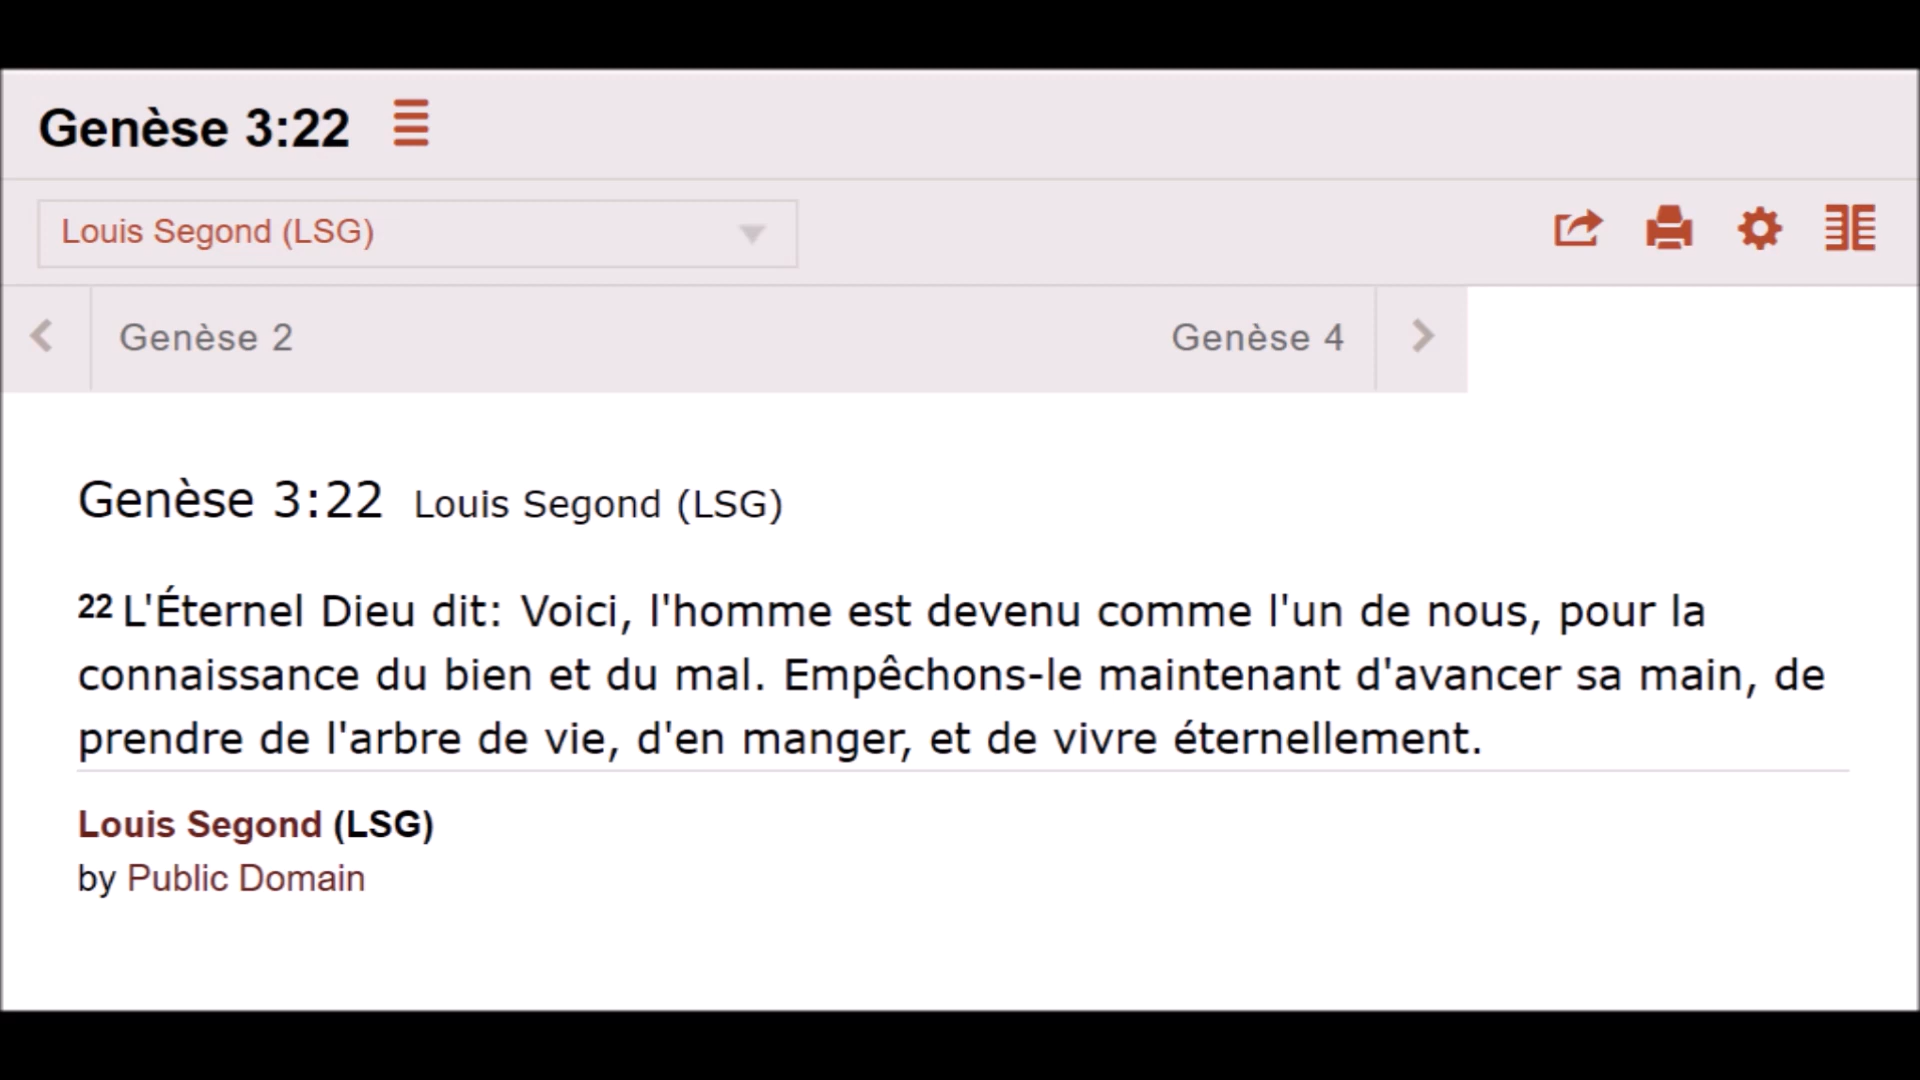 Genèse 3:22
Louis Segond (LSG)
Genèse 2
Genèse 4
Genèse 3:22 Louis Segond (LSG)
22 L'Éternel Dieu dit: Voici, l'homme est devenu comme l'un de nous, pour la
connaissance du bien et du mal. Empêchons-le maintenant d'avancer sa main, de
prendre de l'arbre de vie, d'en manger, et de vivre éternellement.
Louis Segond (LSG)
by Public Domain